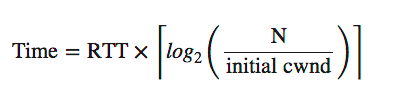 Time = RTT × ⌈log₂(N / initial cwnd)⌉